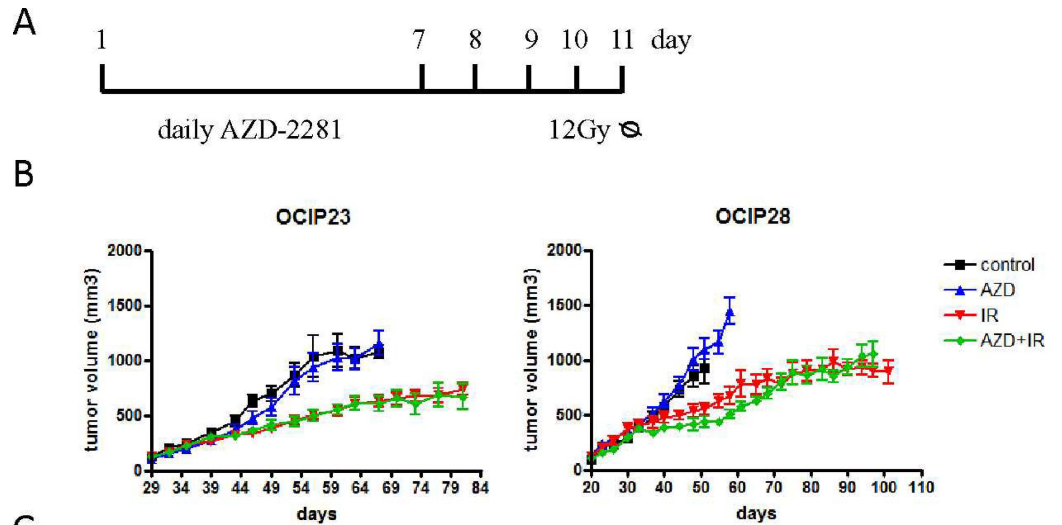 A
1 7 8 9 10 11 day
daily AZD-2281 12Gy Ø
B
OCIP23
tumor volume (mm3)
2000
1500
1000
500
0
29 34 39 44 49 54 59 64 69 74 79 84
days
OCIP28
tumor volume (mm3)
2000
1500
1000
500
0
20 30 40 50 60 70 80 90 100 110
days
control
AZD
IR
AZD+IR